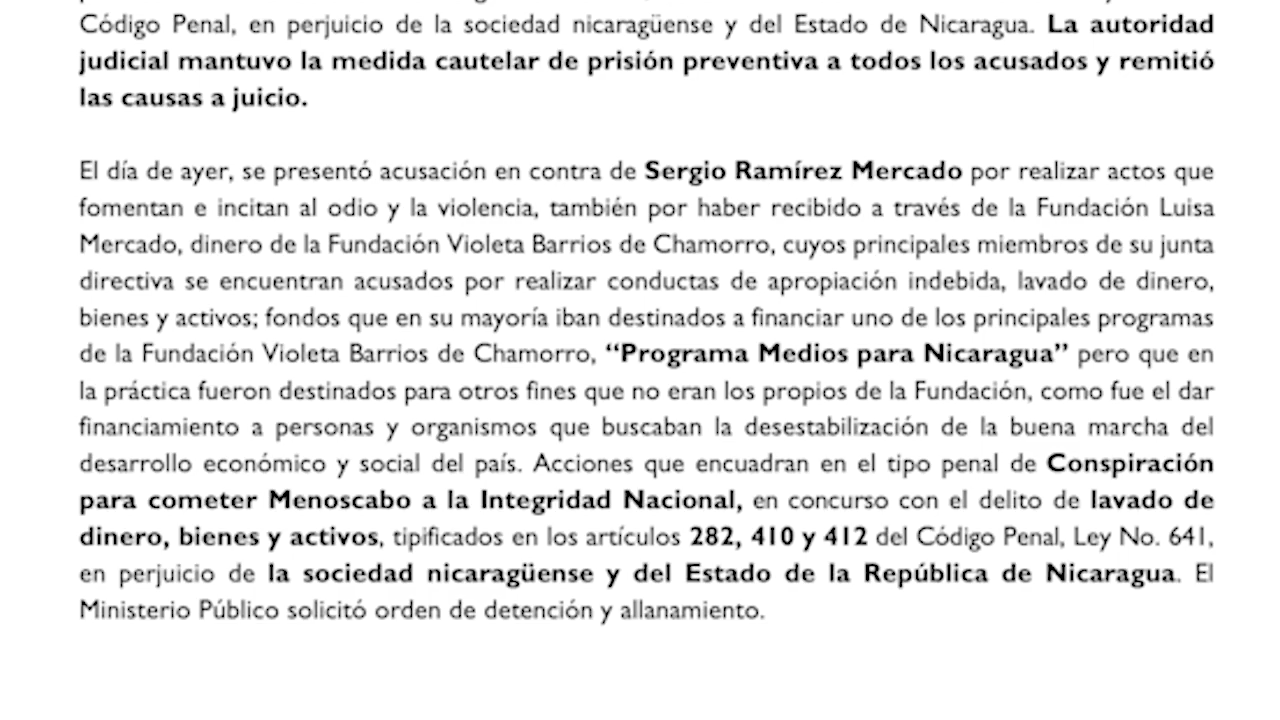 Código Penal, en perjuicio de la sociedad nicaragüense y del Estado de Nicaragua. La autoridad
judicial mantuvo la medida cautelar de prisión preventiva a todos los acusados y remitió
las causas a juicio.
El día de ayer, se presentó acusación en contra de Sergio Ramírez Mercado por realizar actos que
fomentan e incitan al odio y la violencia, también por haber recibido a través de la Fundación Luisa
Mercado, dinero de la Fundación Violeta Barrios de Chamorro, cuyos principales miembros de su junta
directiva se encuentran acusados por realizar conductas de apropiación indebida, lavado de dinero,
bienes y activos; fondos que en su mayoría iban destinados a financiar uno de los principales programas
de la Fundación Violeta Barrios de Chamorro, “Programa Medios para Nicaragua” pero que en
la práctica fueron destinados para otros fines que no eran los propios de la Fundación, como fue el dar
financiamiento a personas y organismos que buscaban la desestabilización de la buena marcha del
desarrollo económico y social del país. Acciones que encuadran en el tipo penal de Conspiración
para cometer Menoscabo a la Integridad Nacional, en concurso con el delito de lavado de
dinero, bienes y activos, tipificados en los artículos 282, 410 y 412 del Código Penal, Ley No. 641,
en perjuicio de la sociedad nicaragüense y del Estado de la República de Nicaragua. El
Ministerio Público solicitó orden de detención y allanamiento.